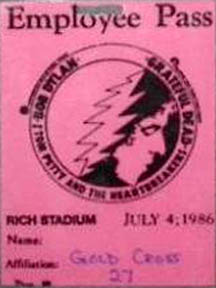 Employee Pass
BOB DYLAN
GRATEFUL DEAD
TOM PETTY AND THE HEARTBREAKERS
RICH STADIUM JULY 4, 1986
Name:
Affiliation: GOLD CROSS
27